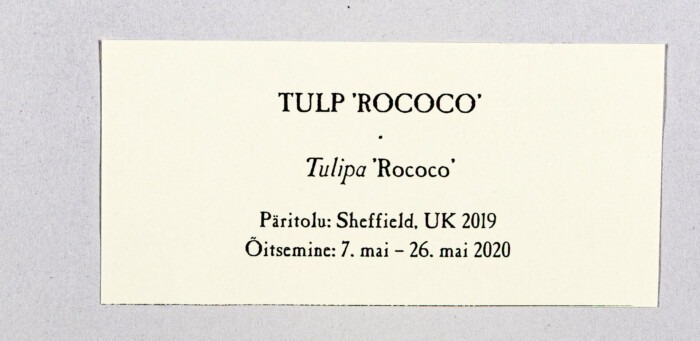 TULP 'ROCOCO'
Tulipa 'Rococo'
Päritolu: Sheffield, UK 2019
Õitsemine: 7. mai – 26. mai 2020